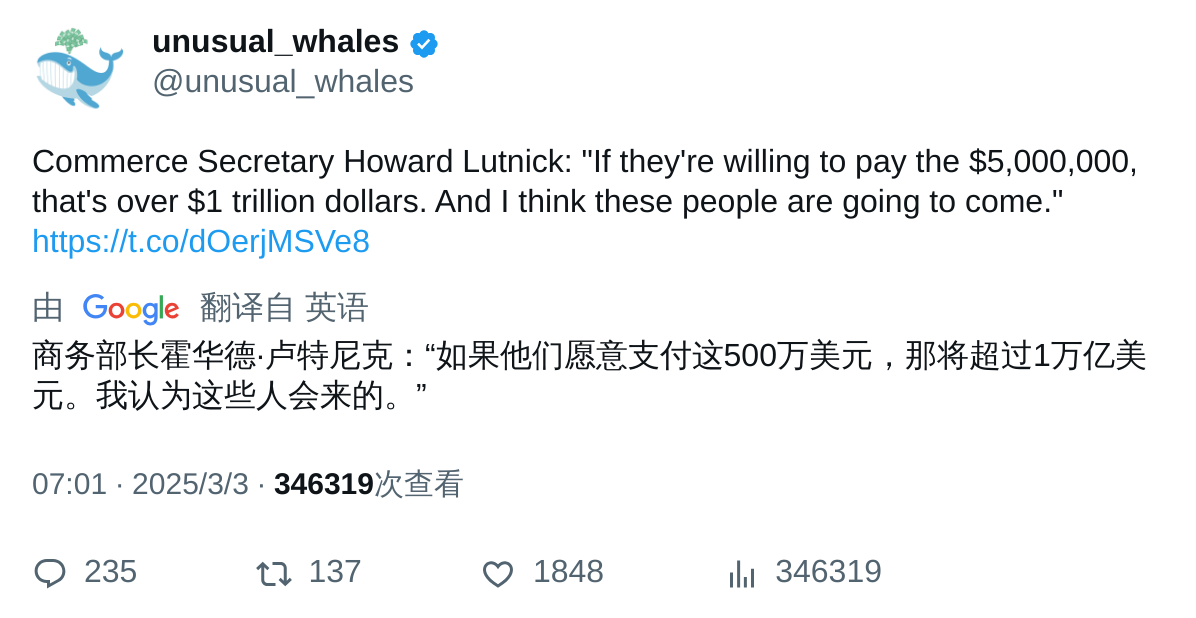 unusual_whales
@unusual_whales
Commerce Secretary Howard Lutnick: "If they're willing to pay the $5,000,000,
that's over $1 trillion dollars. And I think these people are going to come."
https://t.co/dOerjMSVe8
由 Google 翻译自 英语
商务部长霍华德·卢特尼克：“如果他们愿意支付这500万美元，那将超过1万亿美
元。我认为这些人会来的。”
07:01 · 2025/3/3 · 346319次查看
235 137 1848 346319